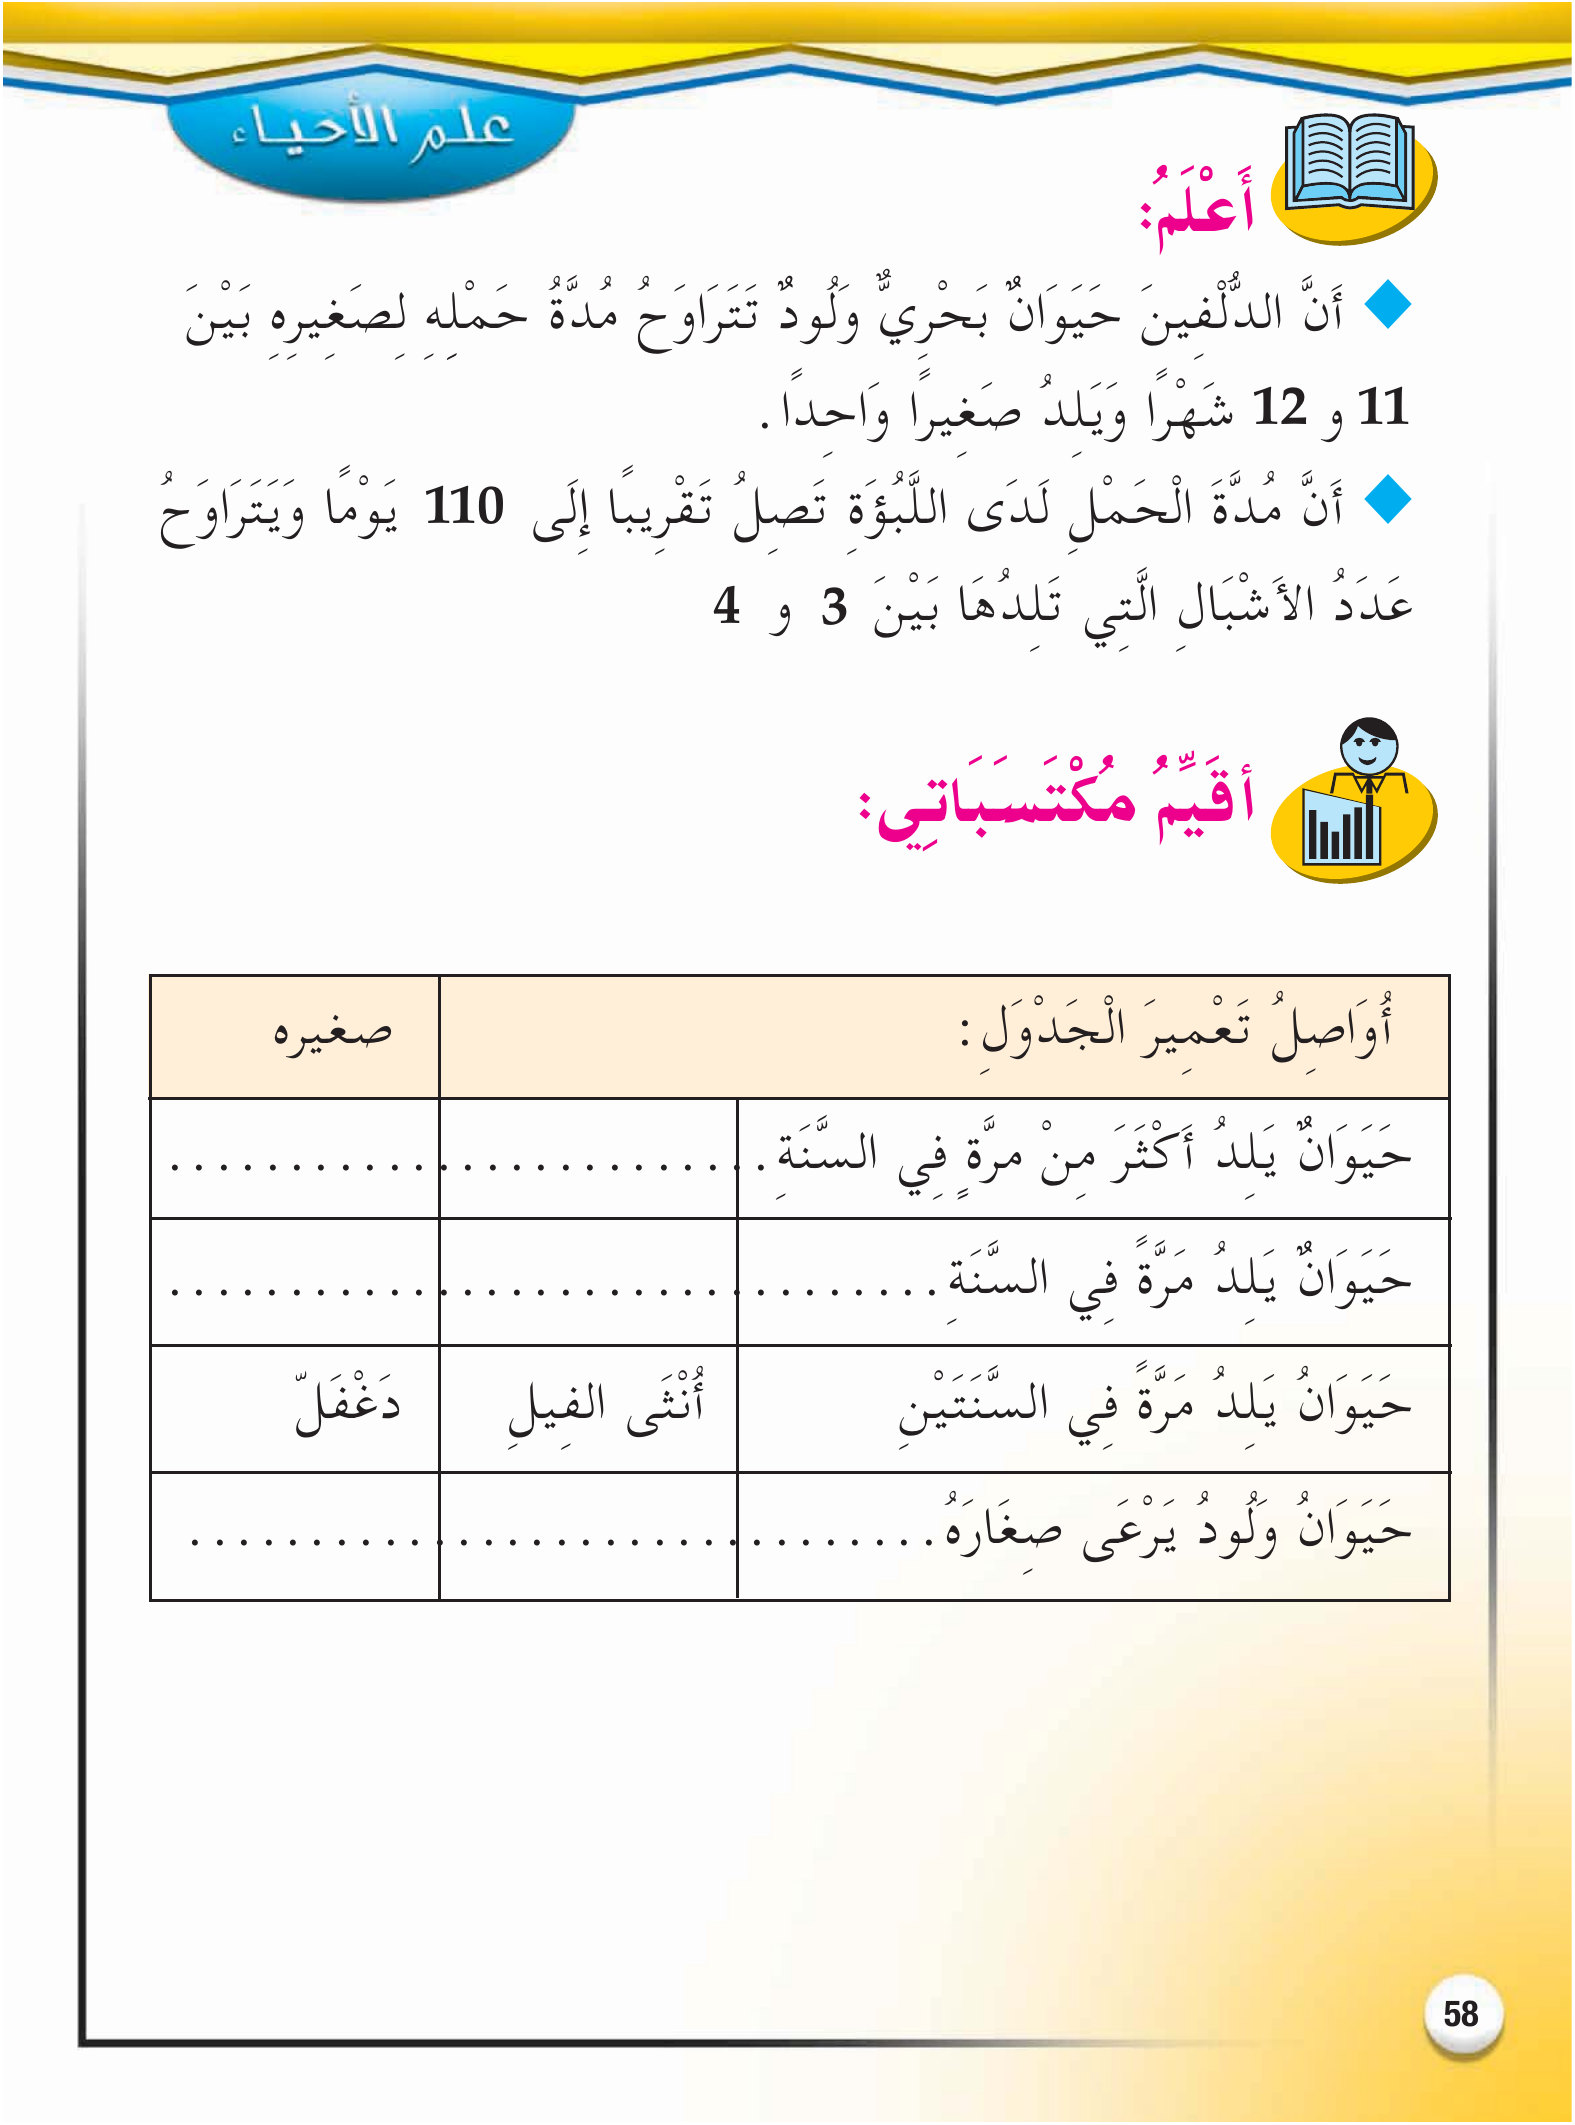 علم الأحياء
أَعْلَمُ:
أَنَّ الدُّلْفِينَ حَيَوَانٌ بَحْرِيٌّ وَلُودٌ تَتَرَاوَحُ مُدَّةُ حَمْلِهِ لِصَغِيرِهِ بَيْنَ
11 و 12 شَهْرًا وَيَلِدُ صَغِيرًا وَاحِدًا.
أَنَّ مُدَّةَ الْحَمْلِ لَدَى اللَّبُؤَةِ تَصِلُ تَقْرِيبًا إِلَى 110 يَوْمًا وَيَتَرَاوَحُ
عَدَدُ الأَشْبَالِ الَّتِي تَلِدُهَا بَيْنَ 3 و 4
أقَيِّمُ مُكْتَسَبَاتِي:
أُوَاصِلُ تَعْمِيرَ الْجَدْوَلِ: صغيره
حَيَوَانٌ يَلِدُ أَكْثَرَ مِنْ مرَّةٍ فِي السَّنَةِ.........................
حَيَوَانٌ يَلِدُ مَرَّةً فِي السَّنَةِ................................
حَيَوَانُ يَلِدُ مَرَّةً فِي السَّنَتَيْنِ أُنْثَى الفِيلِ دَغْفَلّ
حَيَوَانُ وَلُودُ يَرْعَى صِغَارَهُ...............................
58